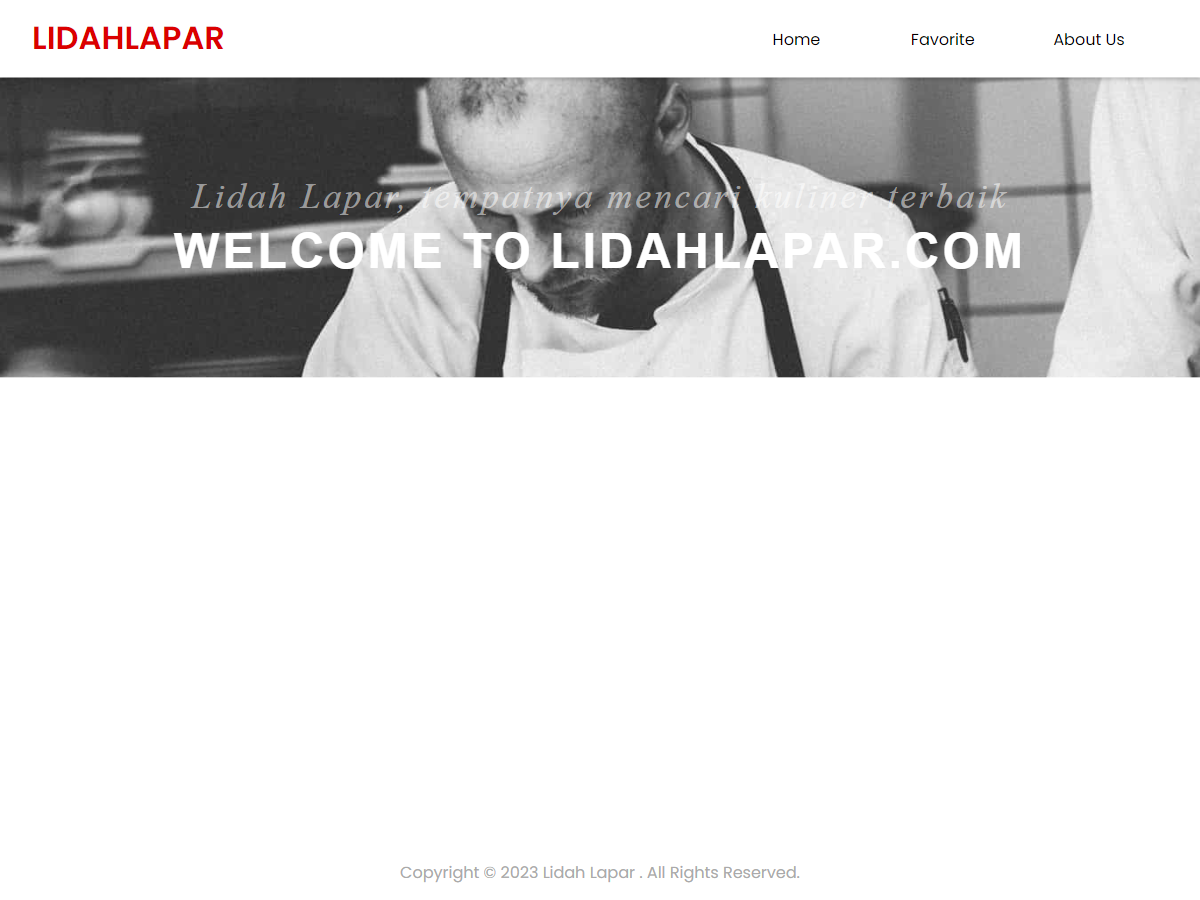 LIDAHLAPAR
Home Favorite About Us
Lidah Lapar, tempatnya mencari kuliner terbaik
WELCOME TO LIDAHLAPAR.COM
Copyright © 2023 Lidah Lapar . All Rights Reserved.